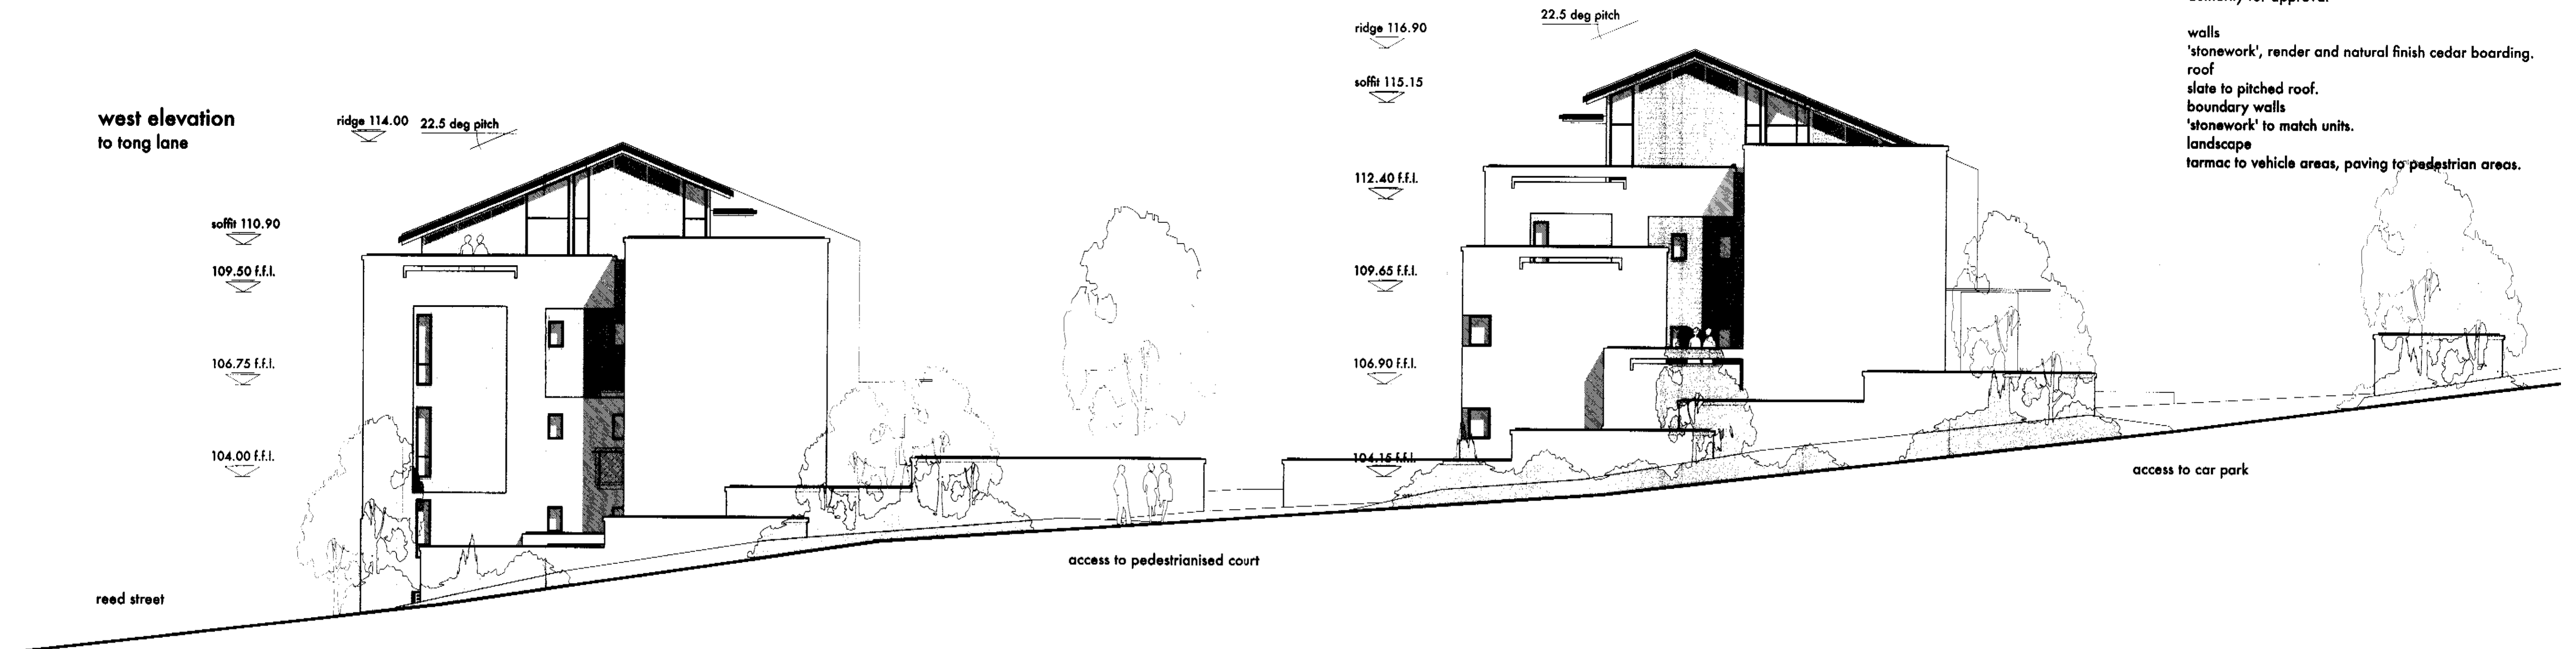 west elevation
to tong lane
ridge 114.00
22.5 deg pitch
soffit 110.90
109.50 f.f.l.
106.75 f.f.l.
104.00 f.f.l.
reed street
access to pedestrianised court
22.5 deg pitch
ridge 116.90
soffit 115.15
112.40 f.f.l.
109.65 f.f.l.
106.90 f.f.l.
104.15 f.f.l.
access to car park
for approval
walls
'stonework', render and natural finish cedar boarding.
roof
slate to pitched roof.
boundary walls
'stonework' to match units.
landscape
tarmac to vehicle areas, paving to pedestrian areas.